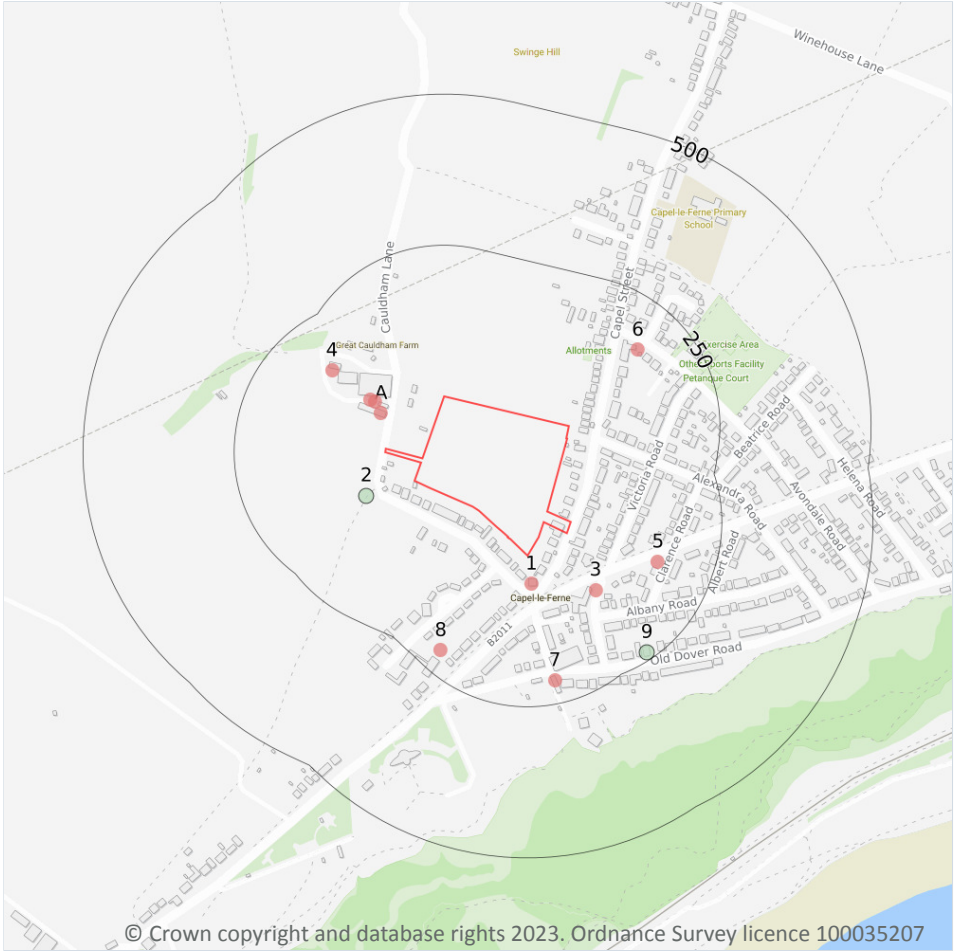 Swinge Hill
Winehouse Lane
500
Capel-le-Ferne Primary
School
Cauldham Lane
Capel Street
6
250
4
Great Cauldham Farm
Allotments
Exercise Area
Other Sports Facility
Petanque Court
A
Beatrice Road
Victoria Road
Helena Road
2
Alexandra Road
Avondale Road
Clarence Road
5
Albert Road
1
3
Capel-le-Ferne
Albany Road
8
B2011
9
Old Dover Road
7
© Crown copyright and database rights 2023. Ordnance Survey licence 100035207